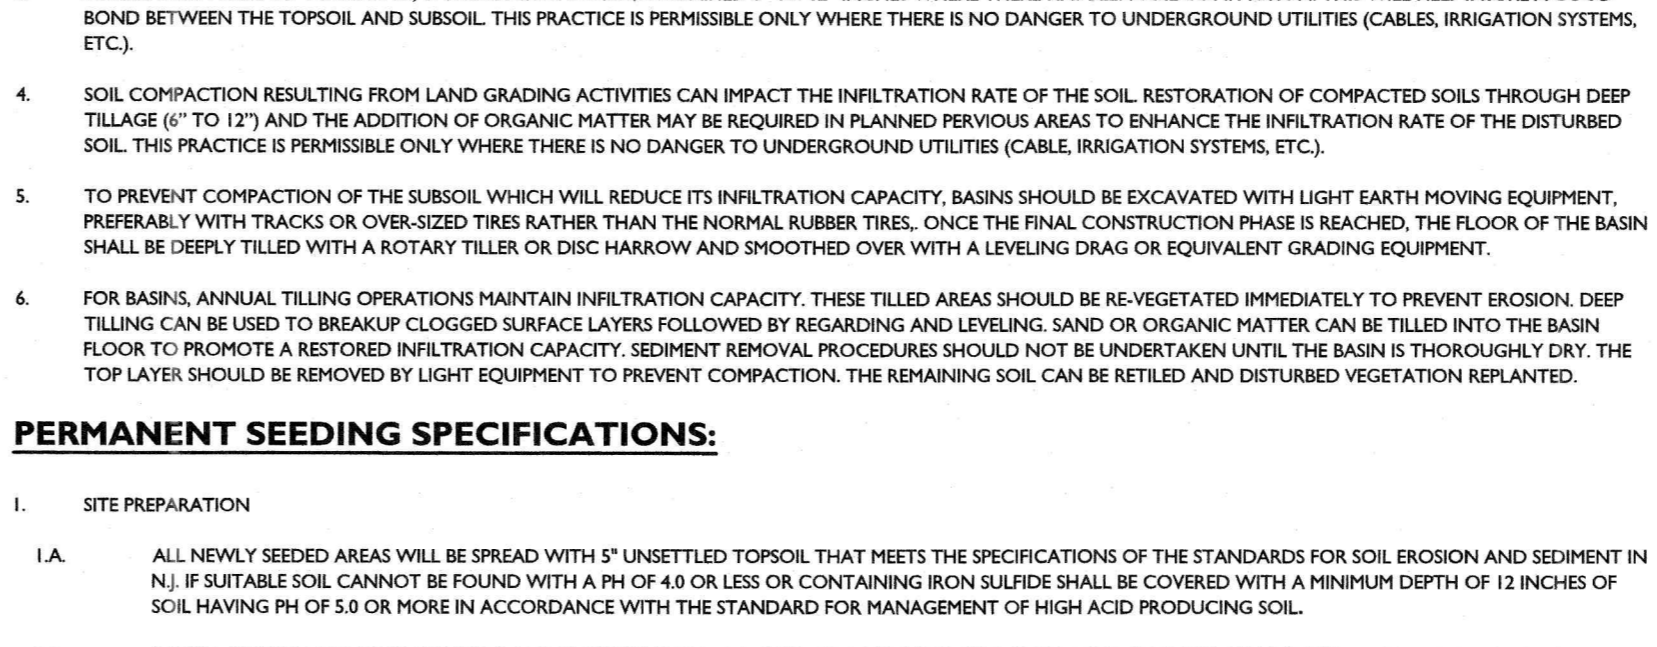 BOND BETWEEN THE TOPSOIL AND SUBSOIL. THIS PRACTICE IS PERMISSIBLE ONLY WHERE THERE IS NO DANGER TO UNDERGROUND UTILITIES (CABLES, IRRIGATION SYSTEMS,
ETC.).
4. SOIL COMPACTION RESULTING FROM LAND GRADING ACTIVITIES CAN IMPACT THE INFILTRATION RATE OF THE SOIL. RESTORATION OF COMPACTED SOILS THROUGH DEEP
TILLAGE (6” TO 12”) AND THE ADDITION OF ORGANIC MATTER MAY BE REQUIRED IN PLANNED PERVIOUS AREAS TO ENHANCE THE INFILTRATION RATE OF THE DISTURBED
SOIL. THIS PRACTICE IS PERMISSIBLE ONLY WHERE THERE IS NO DANGER TO UNDERGROUND UTILITIES (CABLE, IRRIGATION SYSTEMS, ETC.).
5. TO PREVENT COMPACTION OF THE SUBSOIL WHICH WILL REDUCE ITS INFILTRATION CAPACITY, BASINS SHOULD BE EXCAVATED WITH LIGHT EARTH MOVING EQUIPMENT,
PREFERABLY WITH TRACKS OR OVER-SIZED TIRES RATHER THAN THE NORMAL RUBBER TIRES,. ONCE THE FINAL CONSTRUCTION PHASE IS REACHED, THE FLOOR OF THE BASIN
SHALL BE DEEPLY TILLED WITH A ROTARY TILLER OR DISC HARROW AND SMOOTHED OVER WITH A LEVELING DRAG OR EQUIVALENT GRADING EQUIPMENT.
6. FOR BASINS, ANNUAL TILLING OPERATIONS MAINTAIN INFILTRATION CAPACITY. THESE TILLED AREAS SHOULD BE RE-VEGETATED IMMEDIATELY TO PREVENT EROSION. DEEP
TILLING CAN BE USED TO BREAKUP CLOGGED SURFACE LAYERS FOLLOWED BY REGARDING AND LEVELING. SAND OR ORGANIC MATTER CAN BE TILLED INTO THE BASIN
FLOOR TO PROMOTE A RESTORED INFILTRATION CAPACITY. SEDIMENT REMOVAL PROCEDURES SHOULD NOT BE UNDERTAKEN UNTIL THE BASIN IS THOROUGHLY DRY. THE
TOP LAYER SHOULD BE REMOVED BY LIGHT EQUIPMENT TO PREVENT COMPACTION. THE REMAINING SOIL CAN BE RETILED AND DISTURBED VEGETATION REPLANTED.
PERMANENT SEEDING SPECIFICATIONS:
1. SITE PREPARATION
1.A. ALL NEWLY SEEDED AREAS WILL BE SPREAD WITH 5" UNSETTLED TOPSOIL THAT MEETS THE SPECIFICATIONS OF THE STANDARDS FOR SOIL EROSION AND SEDIMENT IN
N.J. IF SUITABLE SOIL CANNOT BE FOUND WITH A PH OF 4.0 OR LESS OR CONTAINING IRON SULFIDE SHALL BE COVERED WITH A MINIMUM DEPTH OF 12 INCHES OF
SOIL HAVING PH OF 5.0 OR MORE IN ACCORDANCE WITH THE STANDARD FOR MANAGEMENT OF HIGH ACID PRODUCING SOIL.